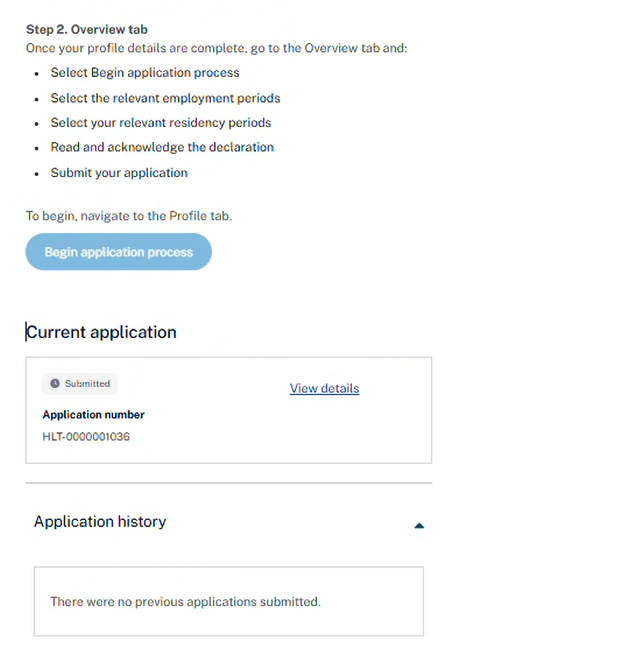 Step 2. Overview tab
Once your profile details are complete, go to the Overview tab and:
• Select Begin application process
• Select the relevant employment periods
• Select your relevant residency periods
• Read and acknowledge the declaration
• Submit your application
To begin, navigate to the Profile tab.
Begin application process
Current application
Submitted
View details
Application number
HLT-0000001036
Application history
There were no previous applications submitted.